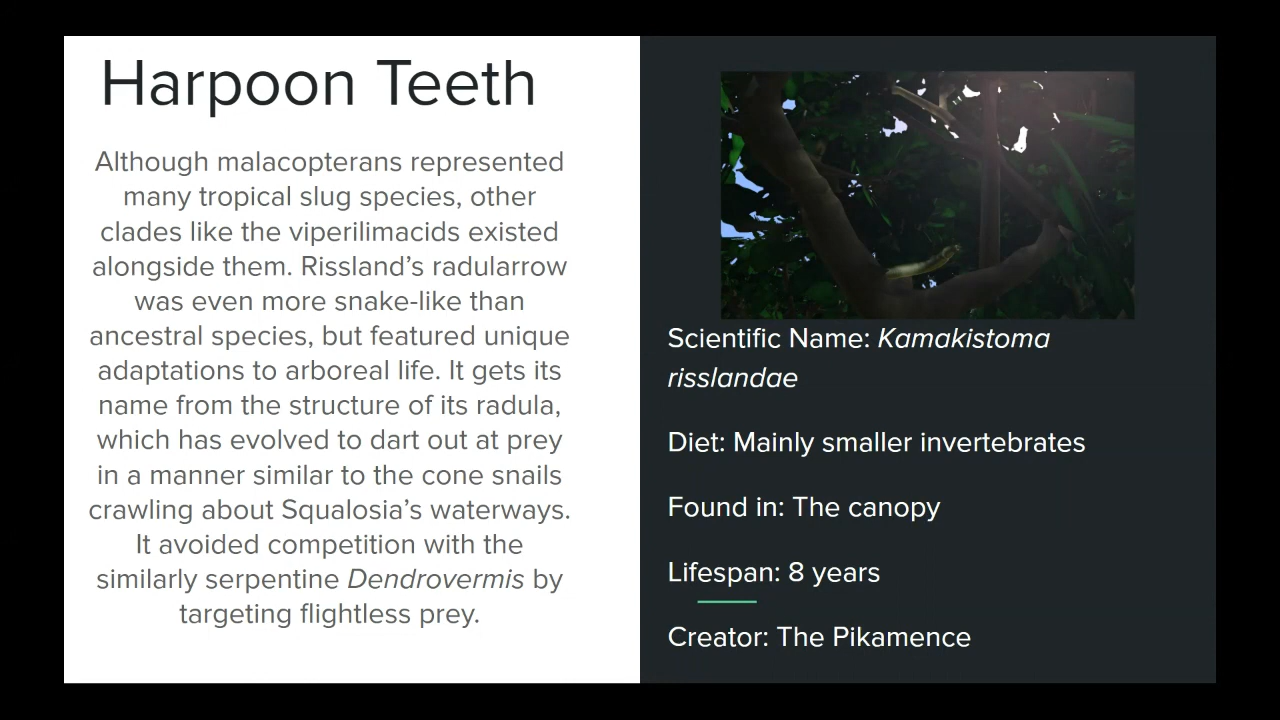 Harpoon Teeth
Although malacopterans represented
many tropical slug species, other
clades like the viperilimacids existed
alongside them. Rissland’s radularrow
was even more snake-like than
ancestral species, but featured unique
adaptations to arboreal life. It gets its
name from the structure of its radula,
which has evolved to dart out at prey
in a manner similar to the cone snails
crawling about Squalosia’s waterways.
It avoided competition with the
similarly serpentine Dendrovermis by
targeting flightless prey.
Scientific Name: Kamakistoma
risslandae
Diet: Mainly smaller invertebrates
Found in: The canopy
Lifespan: 8 years
Creator: The Pikamence